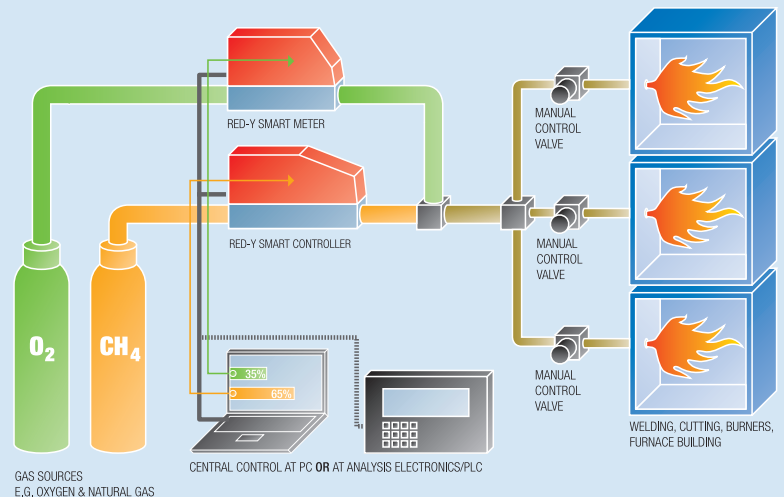 RED-Y SMART METER
MANUAL
CONTROL
VALVE
RED-Y SMART CONTROLLER
MANUAL
CONTROL
VALVE
O₂
CH₄
35%
65%
MANUAL
CONTROL
VALVE
WELDING, CUTTING, BURNERS,
FURNACE BUILDING
CENTRAL CONTROL AT PC OR AT ANALYSIS ELECTRONICS/PLC
GAS SOURCES
E,G, OXYGEN & NATURAL GAS